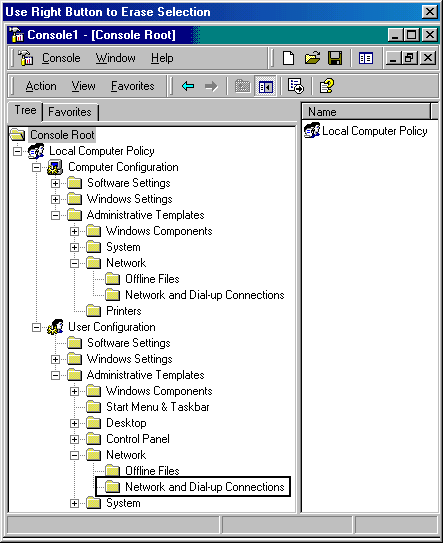 Use Right Button to Erase Selection
Console1 - [Console Root]
Console Window Help
Action View Favorites
Tree Favorites
Name
Console Root
Local Computer Policy
Local Computer Policy
Computer Configuration
Software Settings
Windows Settings
Administrative Templates
Windows Components
System
Network
Offline Files
Network and Dial-up Connections
Printers
User Configuration
Software Settings
Windows Settings
Administrative Templates
Windows Components
Start Menu & Taskbar
Desktop
Control Panel
Network
Offline Files
Network and Dial-up Connections
System